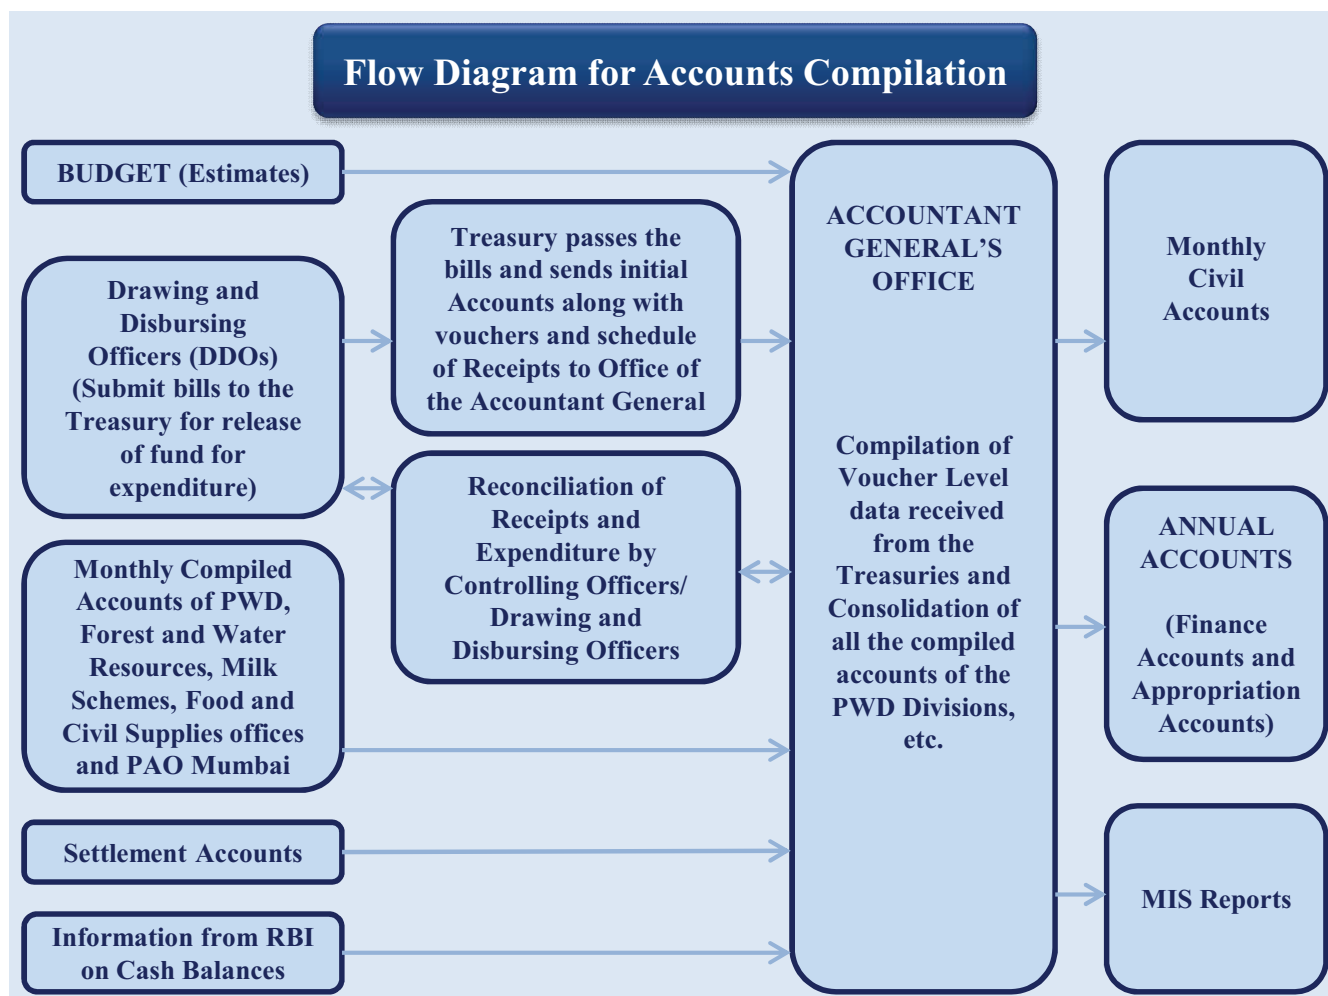 Flow Diagram for Accounts Compilation
BUDGET (Estimates)
Drawing and
Disbursing
Officers (DDOs)
(Submit bills to the
Treasury for release
of fund for
expenditure)
Monthly Compiled
Accounts of PWD,
Forest and Water
Resources, Milk
Schemes, Food and
Civil Supplies offices
and PAO Mumbai
Settlement Accounts
Information from RBI
on Cash Balances
Treasury passes the
bills and sends initial
Accounts along with
vouchers and schedule
of Receipts to Office of
the Accountant General
Reconciliation of
Receipts and
Expenditure by
Controlling Officers/
Drawing and
Disbursing Officers
ACCOUNTANT
GENERAL’S
OFFICE
Compilation of
Voucher Level
data received
from the
Treasuries and
Consolidation of
all the compiled
accounts of the
PWD Divisions,
etc.
Monthly
Civil
Accounts
ANNUAL
ACCOUNTS
(Finance
Accounts and
Appropriation
Accounts)
MIS Reports